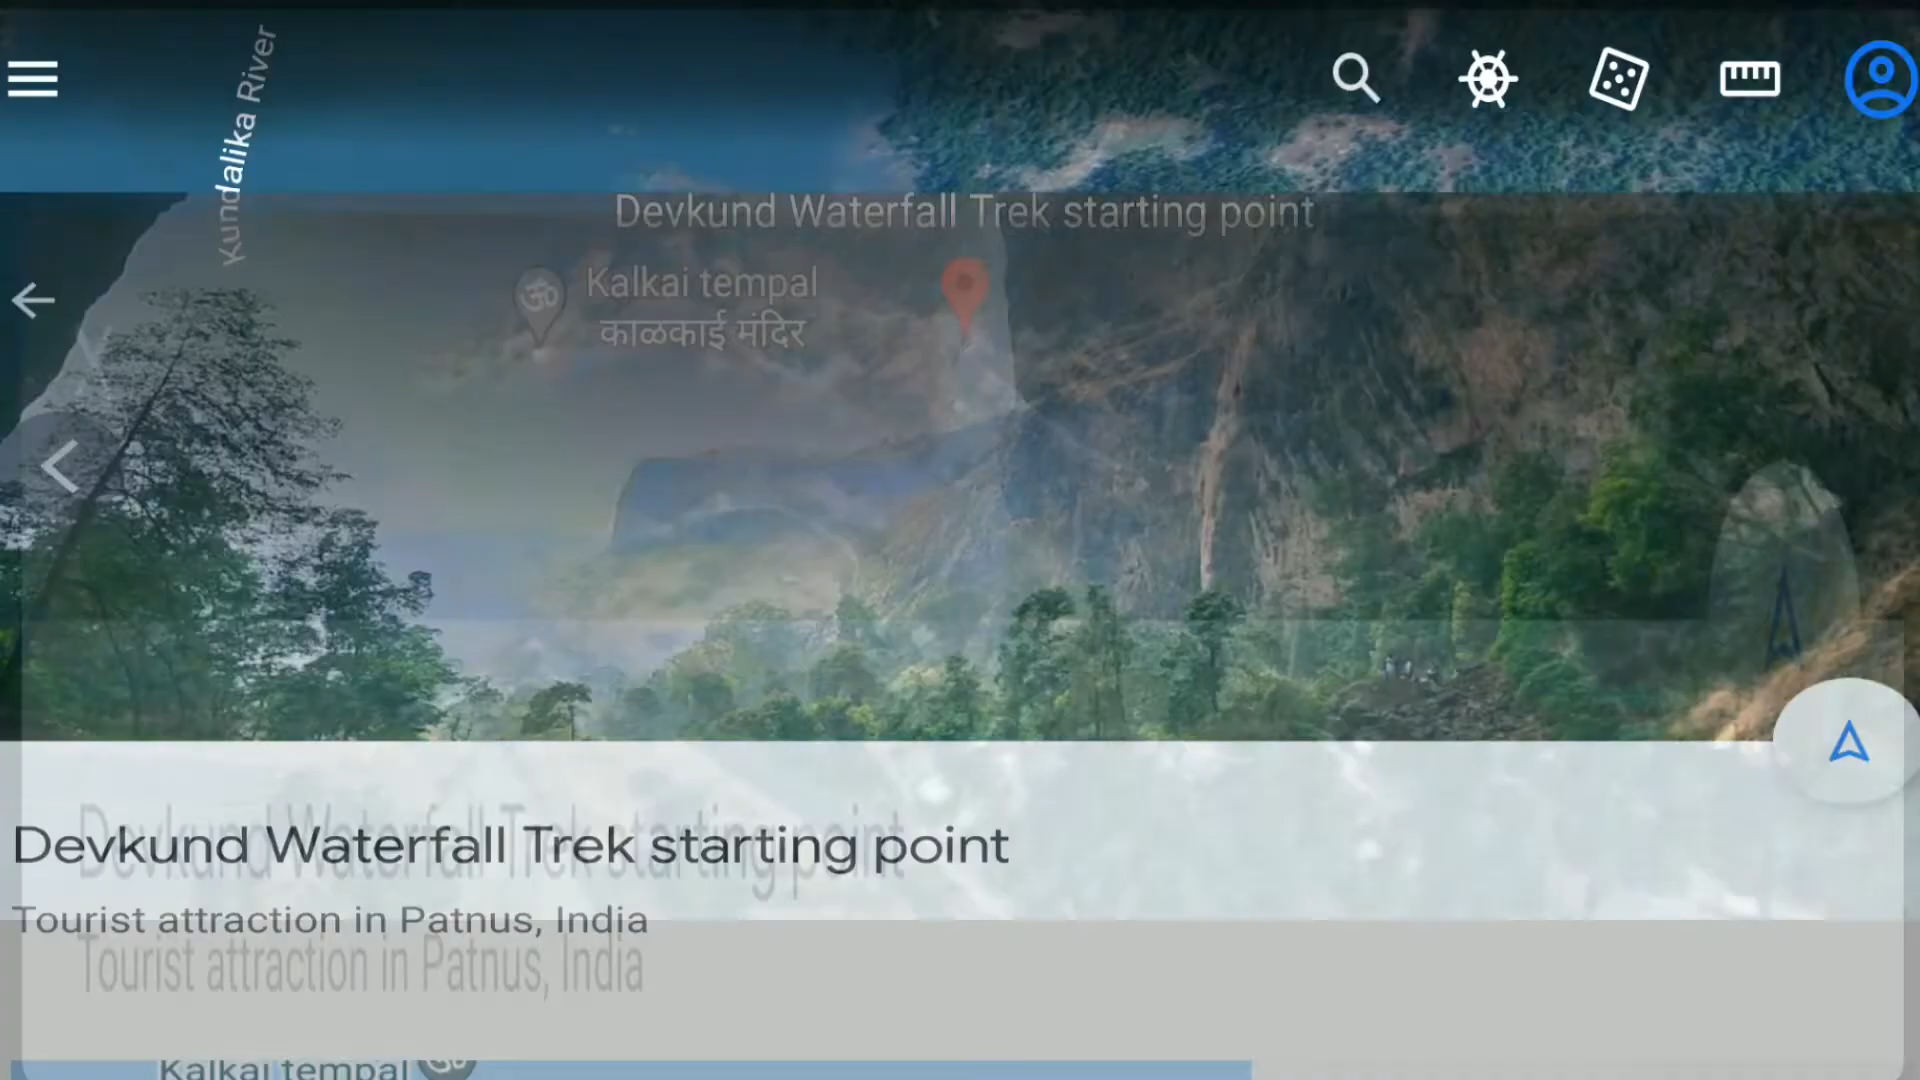 Kundalika River
Devkund Waterfall Trek starting point
Kalkai tempal
काळकाई मंदिर
Devkund Waterfall Trek starting point
Devkund Waterfall Trek starting point
Tourist attraction in Patnus, India
Tourist attraction in Patnus, India
Kalkai tempal